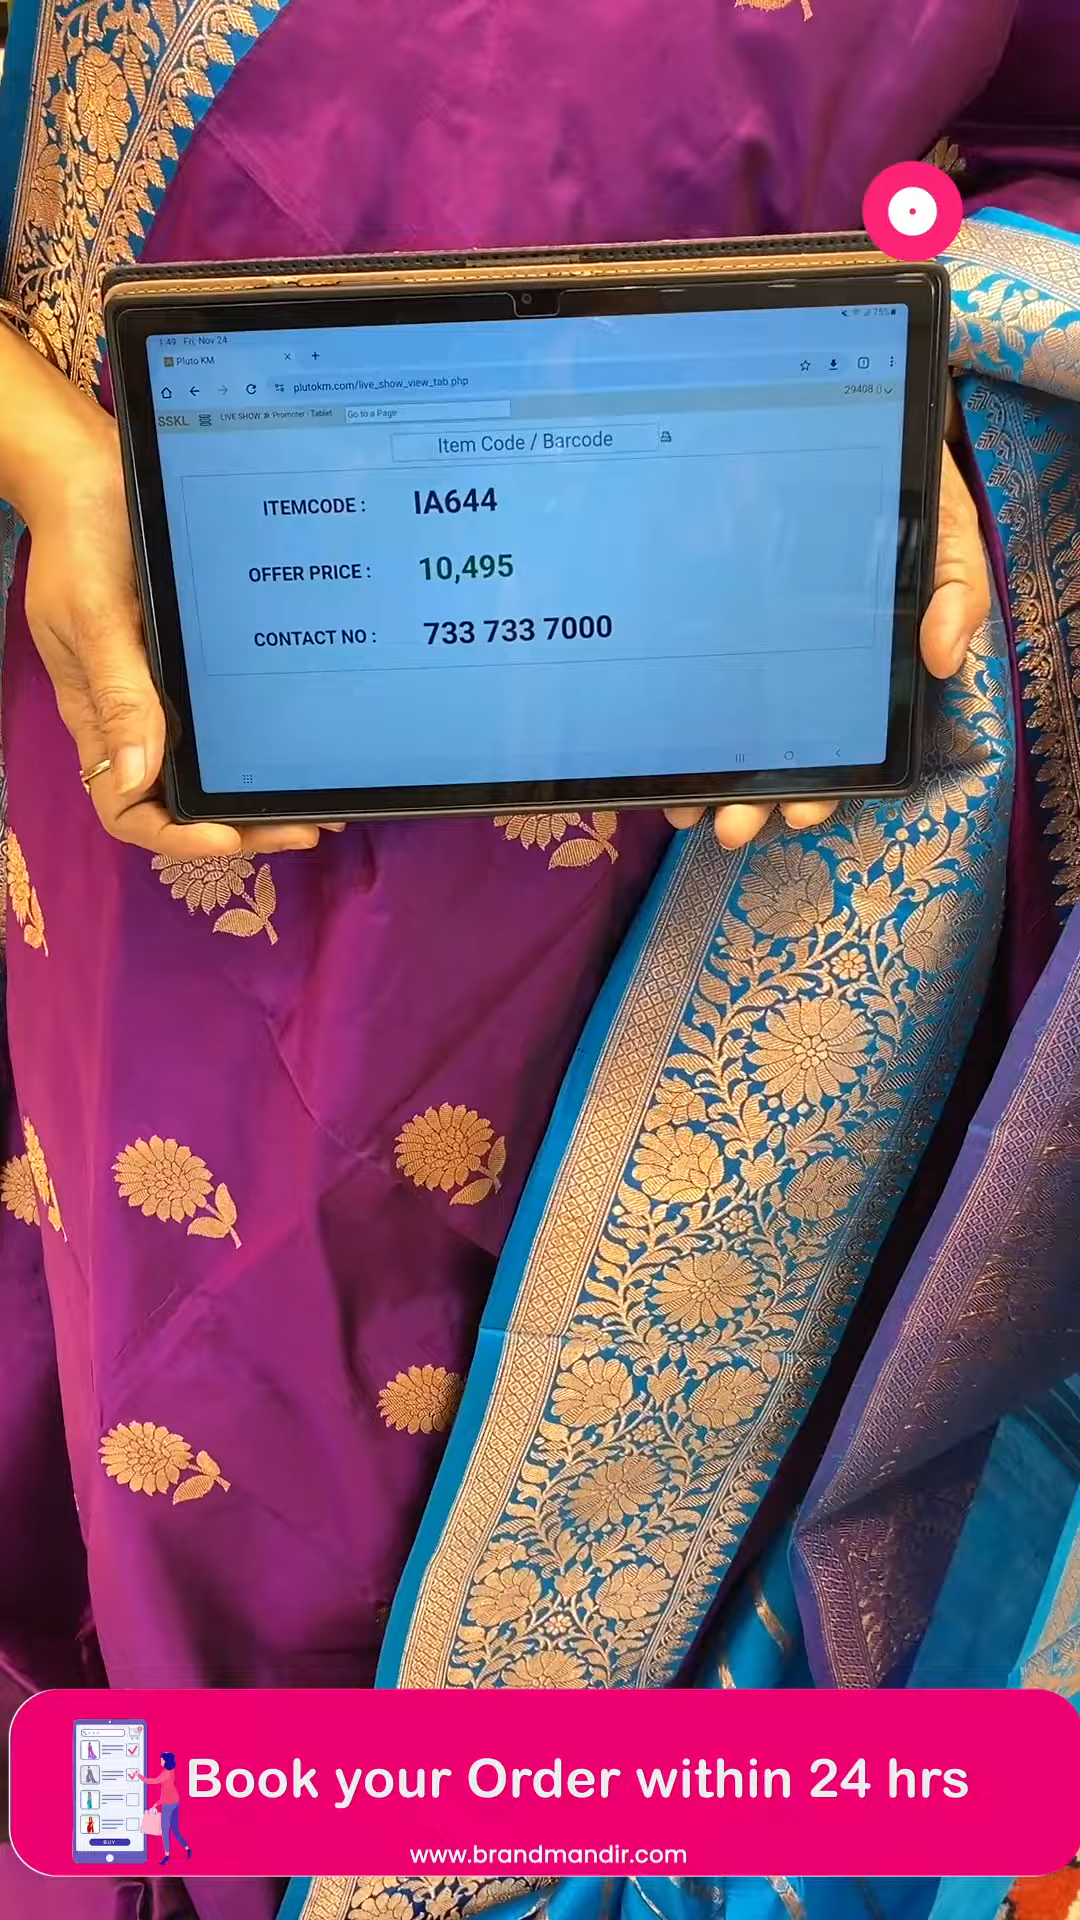 1:49 Fri, Nov 24
75%
Pluto KM
plutokm.com/live_show_view_tab.php
SSKL
LIVE SHOW » Promoter - Tablet
Go to a Page
29408 ()
Item Code / Barcode
ITEMCODE : IA644
OFFER PRICE : 10,495
CONTACT NO : 733 733 7000
Book your Order within 24 hrs
BUY
www.brandmandir.com